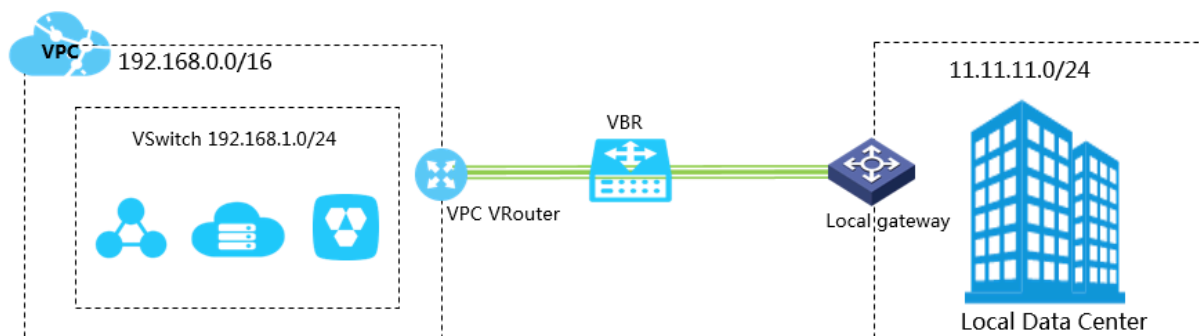 VPC
192.168.0.0/16
VSwitch 192.168.1.0/24
VPC VRouter
VBR
11.11.11.0/24
Local gateway
Local Data Center